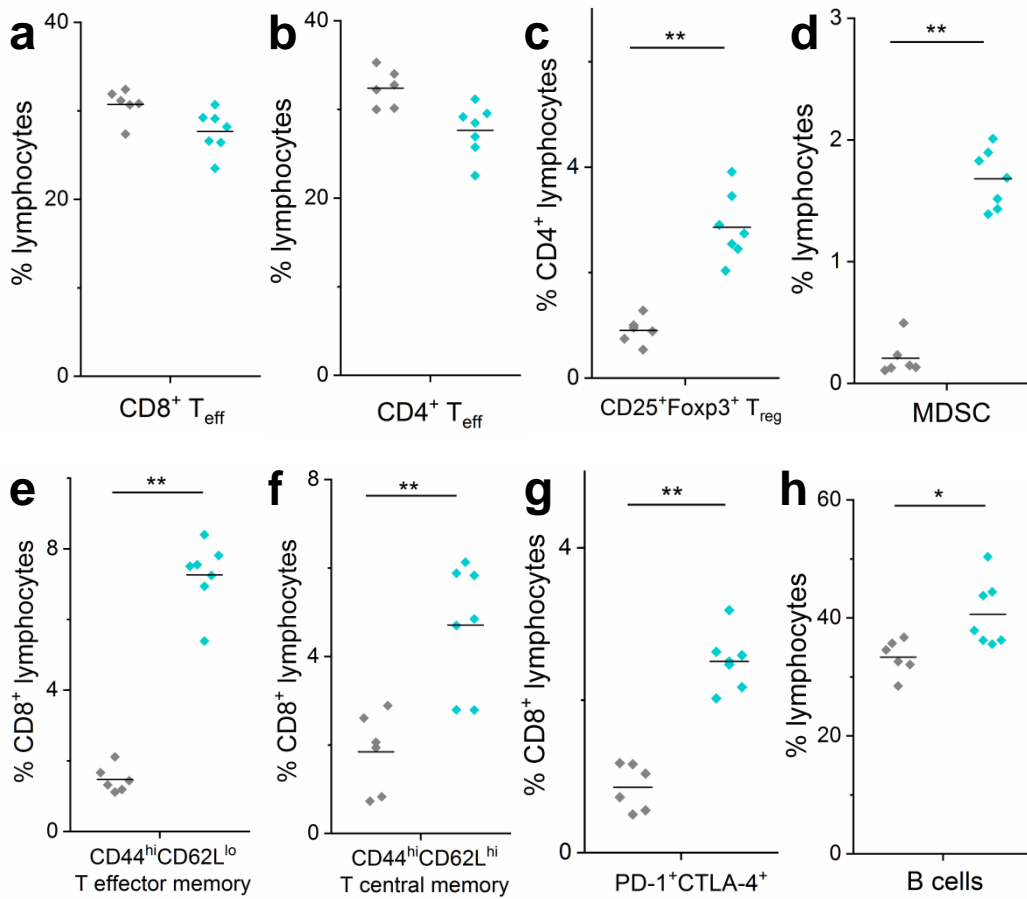 a
40
20
0
% lymphocytes
CD8⁺ Teff
b
40
20
0
% lymphocytes
CD4⁺ Teff
c
**
4
0
% CD4⁺ lymphocytes
CD25⁺Foxp3⁺ Treg
d
**
3
2
1
0
% lymphocytes
MDSC
e
**
8
4
0
% CD8⁺ lymphocytes
CD44ʰⁱCD62Lˡᵒ
T effector memory
f
**
8
4
0
% CD8⁺ lymphocytes
CD44ʰⁱCD62Lʰⁱ
T central memory
g
**
4
0
% CD8⁺ lymphocytes
PD-1⁺CTLA-4⁺
h
*
60
40
20
0
% lymphocytes
B cells